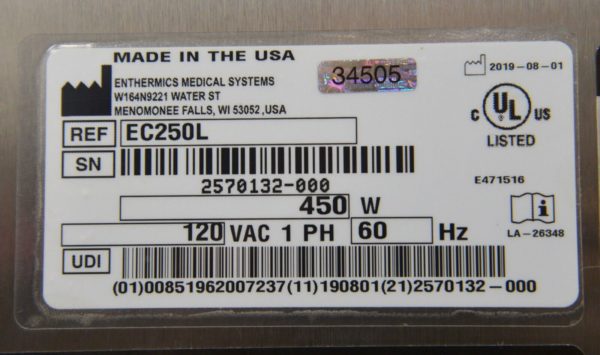 MADE IN THE USA
ENTHERMICS MEDICAL SYSTEMS
W164N9221 WATER ST
MENOMONEE FALLS, WI 53052 ,USA
34505
2019-08-01
C UL US
LISTED
REF EC250L
SN
2570132-000
E471516
450 W
120 VAC 1 PH 60 Hz
i
LA-26348
UDI
(01)00851962007237(11)190801(21)2570132-000